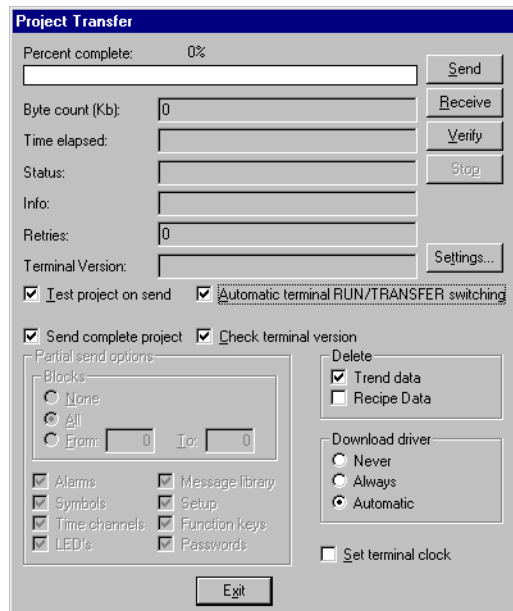 Project Transfer
Percent complete: 0%
Send
Byte count (Kb): 0
Receive
Time elapsed:
Verify
Status:
Stop
Info:
Retries: 0
Terminal Version:
Settings...
Test project on send
Automatic terminal RUN/TRANSFER switching
Send complete project
Check terminal version
Partial send options
Blocks
None
All
From: 0 To: 0
Alarms
Message library
Symbols
Setup
Time channels
Function keys
LED's
Passwords
Delete
Trend data
Recipe Data
Download driver
Never
Always
Automatic
Set terminal clock
Exit